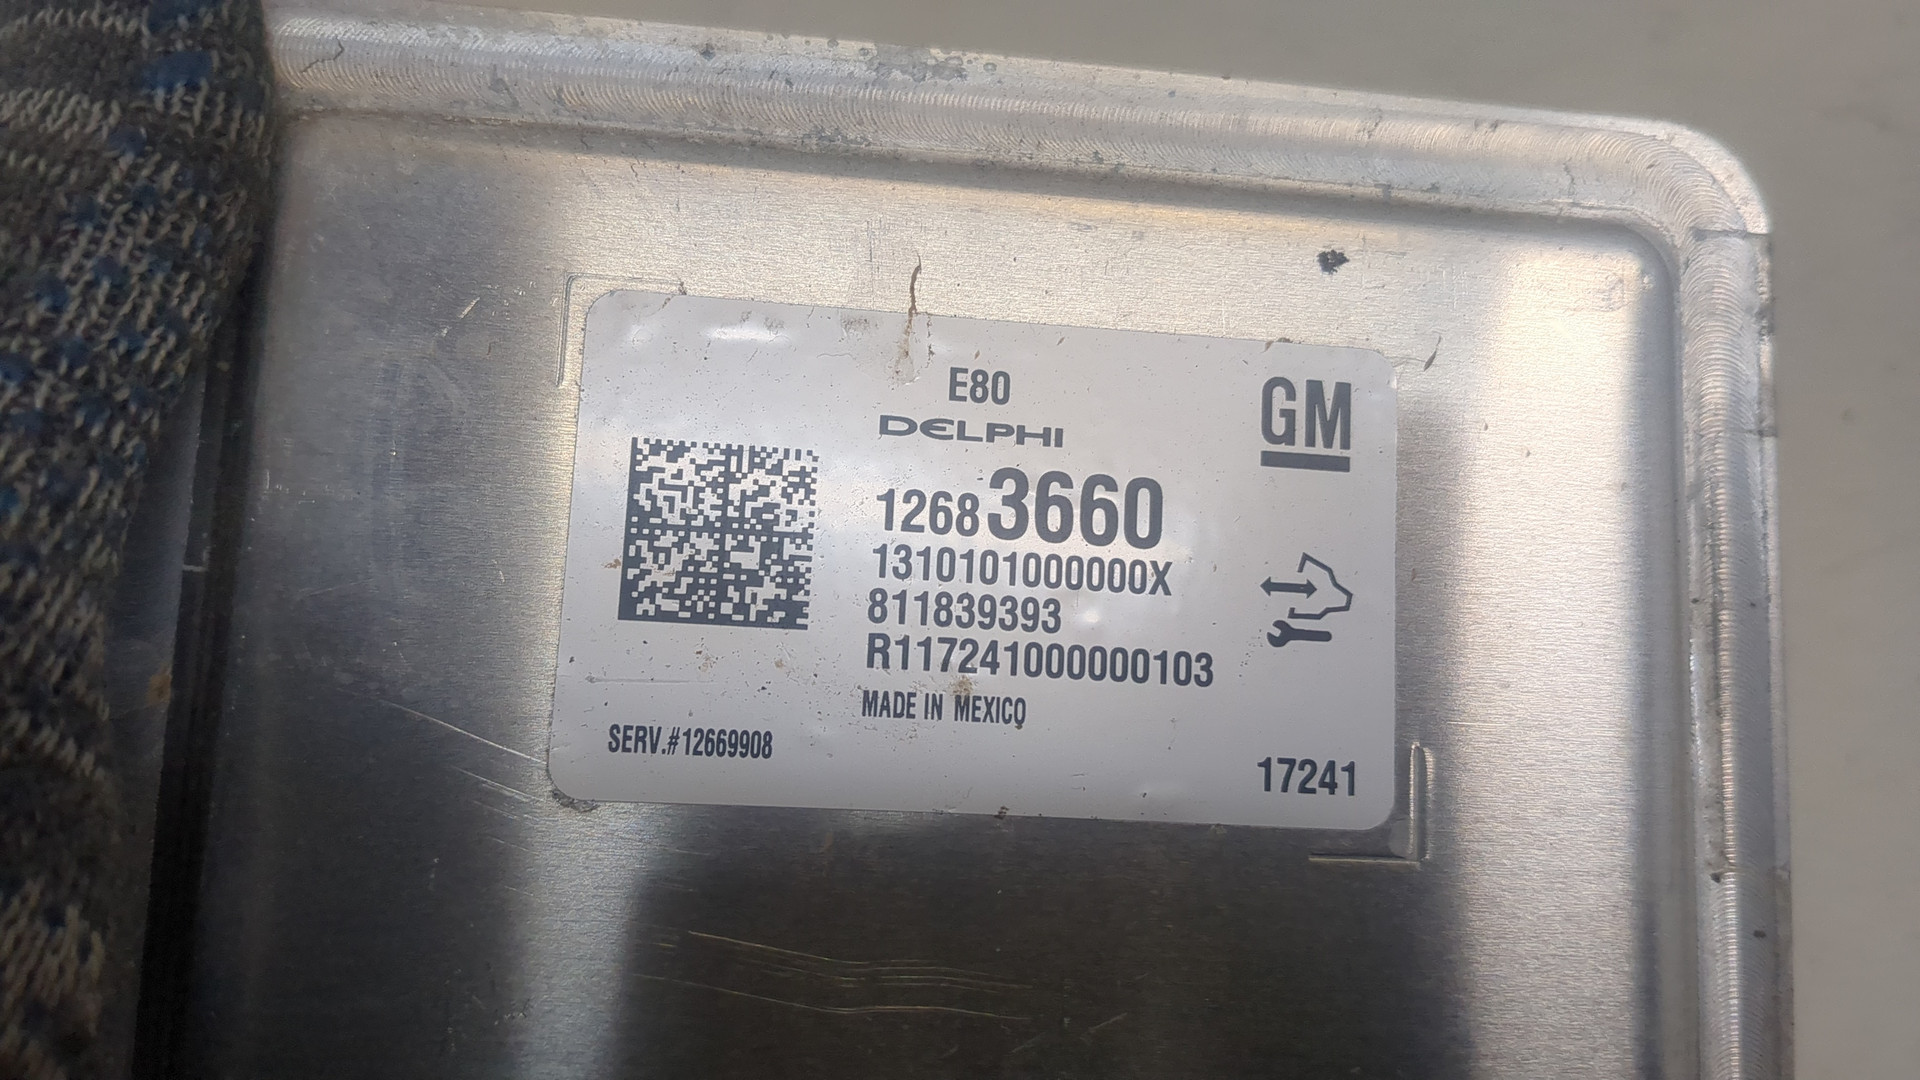 E80
DELPHI
GM
12683660
1310101000000X
811839393
R117241000000103
MADE IN MEXICO
SERV.#12669908
17241